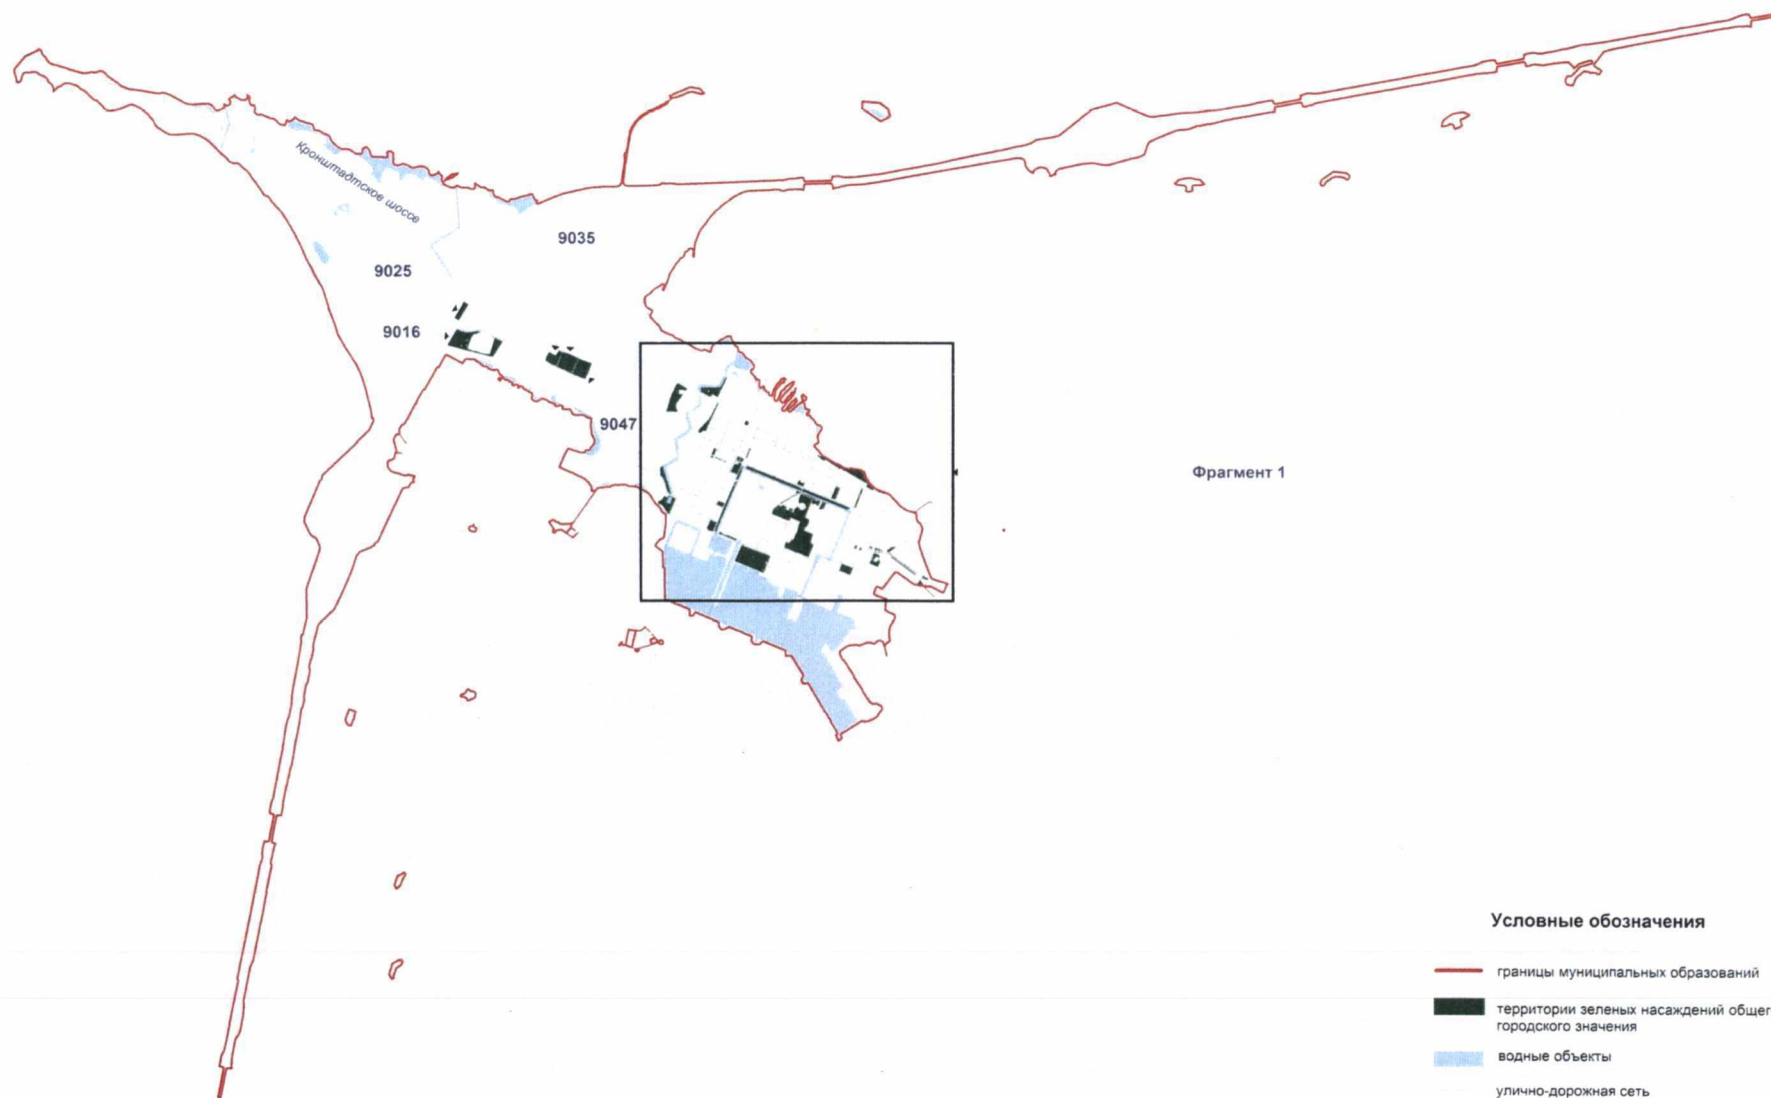 Кронштадтское шоссе
9035
9025
9016
9047
Фрагмент 1
Условные обозначения
границы муниципальных образований
территории зеленых насаждений общег
городского значения
водные объекты
улично-дорожная сеть